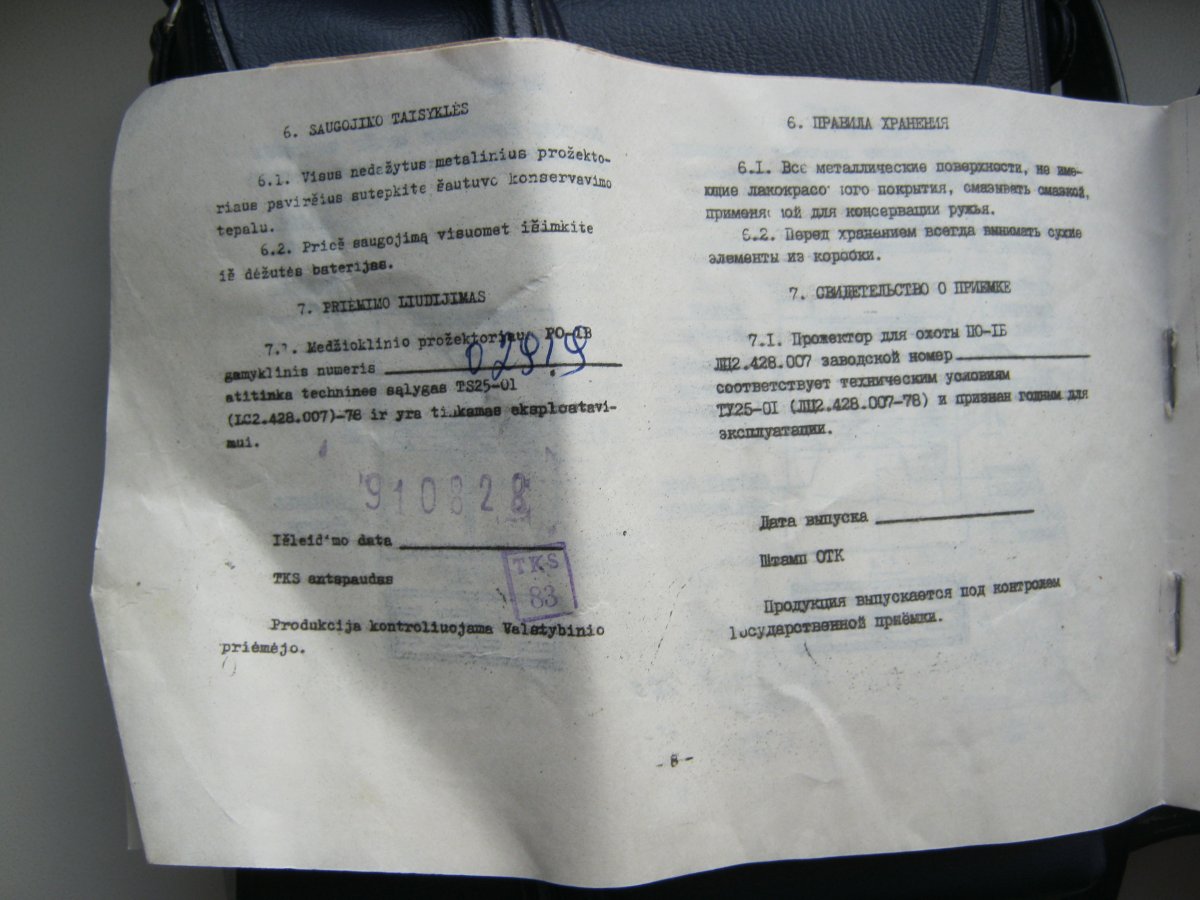 6. SAUGOJIMO TAISYKLĖS
6.1. Visus nedažytus metalinius prožekto-
riaus paviršius sutepkite šautuvo konservavimo
tepalu.
6.2. Prieš saugojimą visuomet išimkite
iš dėžutės baterijas.
7. PRIĖMIMO LIUDIJIMAS
7.1. Medžioklinio prožektoriaus PO-1B
gamyklinis numeris 02919
atitinka technines sąlygas TS25-01
(LC2.428.007)-78 ir yra tinkamas eksploatavi-
mui.
910828
Išleidimo data
TKS antspaudas
TKS
83
Produkcija kontroliuojama Valstybinio
priėmėjo.
6. ПРАВИЛА ХРАНЕНИЯ
6.1. Все металлические поверхности, не име-
ющие лакокрасочного покрытия, смазывать смазкой,
применяемой для консервации ружья.
6.2. Перед хранением всегда вынимать сухие
элементы из коробки.
7. СВИДЕТЕЛЬСТВО О ПРИЕМКЕ
7.1. Прожектор для охоты ПО-1Б
ЛЦ2.428.007 заводской номер
соответствует техническим условиям
ТУ25-01 (ЛЦ2.428.007-78) и признан годным для
эксплуатации.
Дата выпуска
Штамп ОТК
Продукция выпускается под контролем
Государственной приёмки.
- 8 -